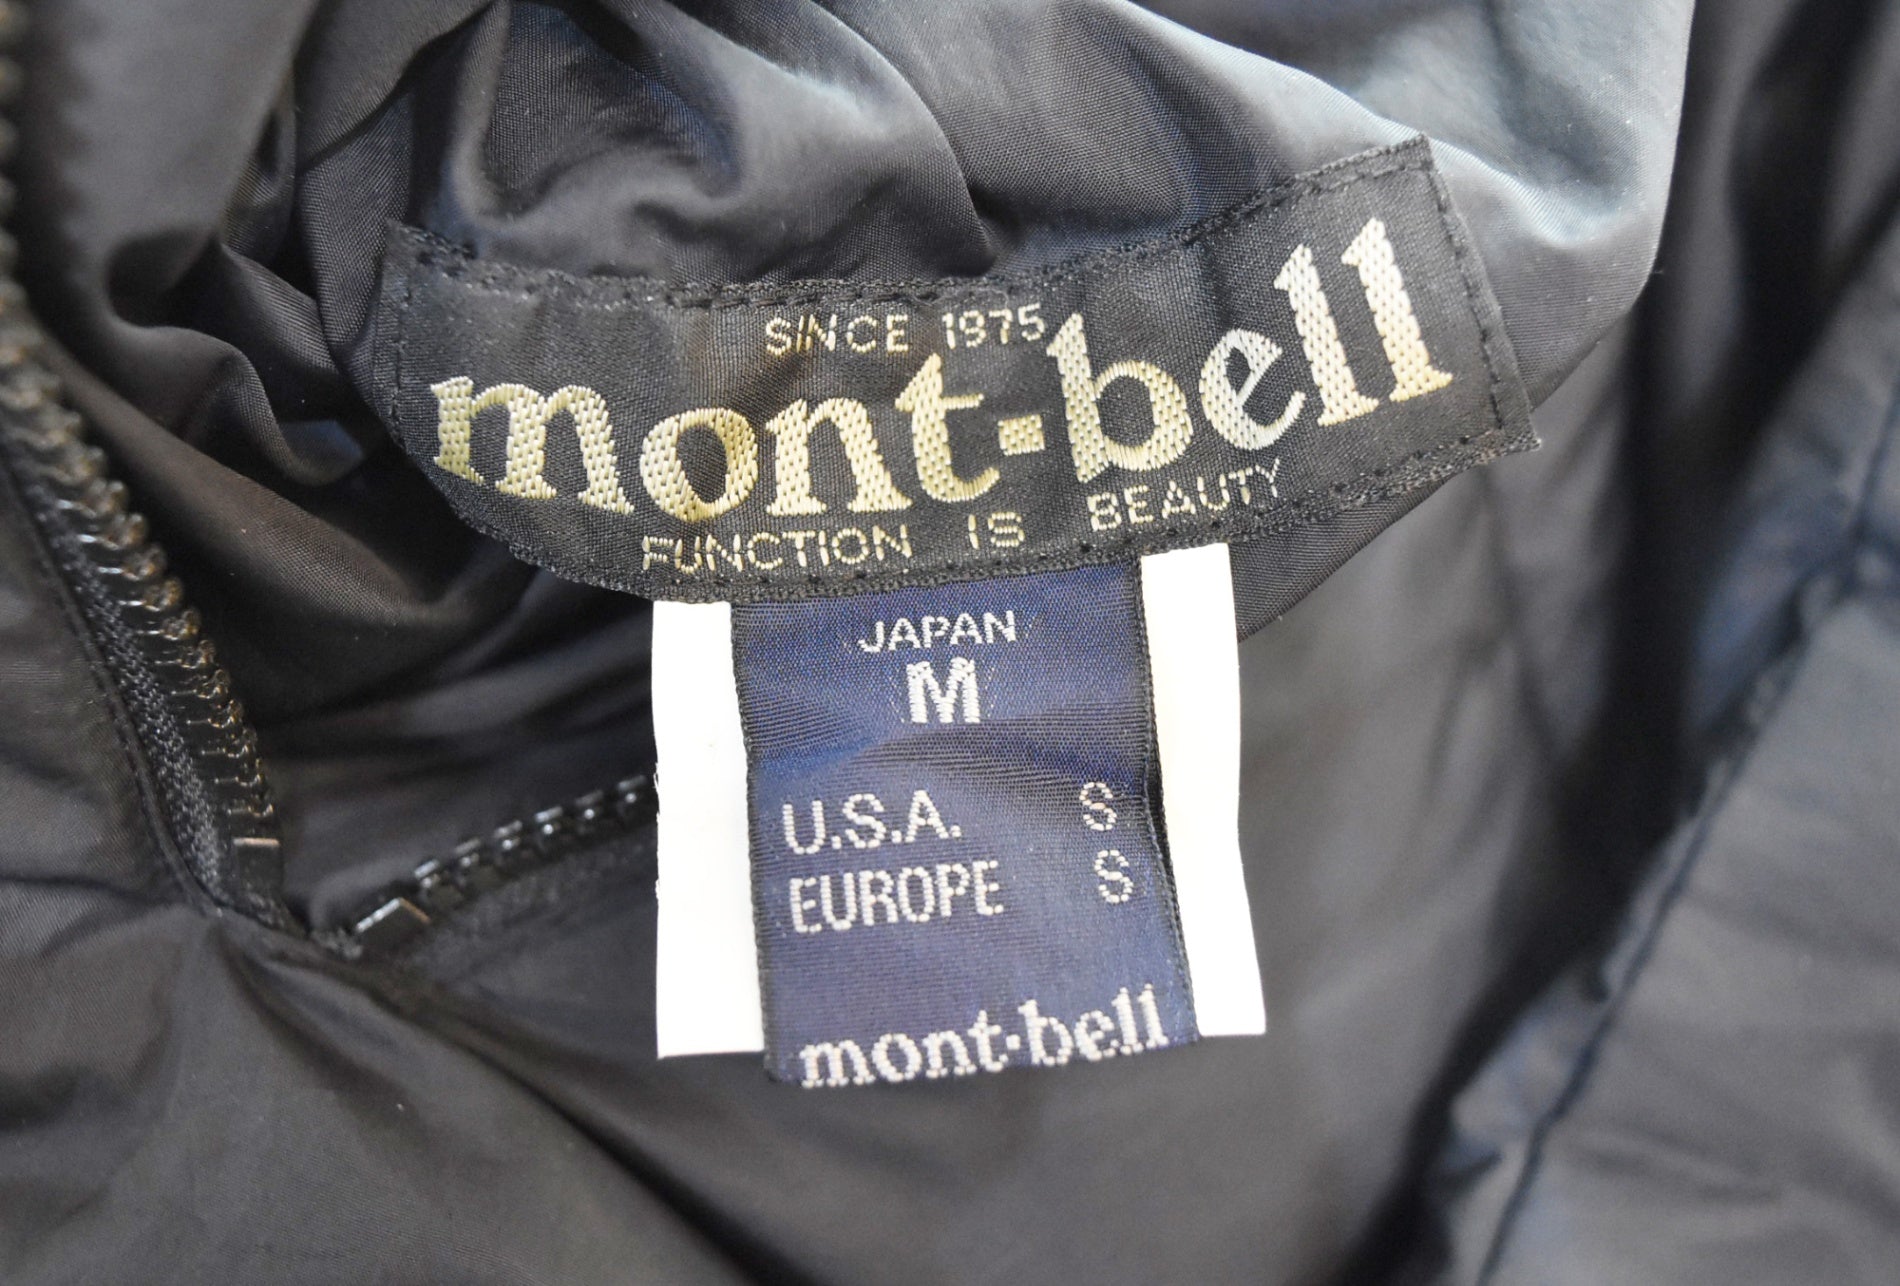 SINCE 1975
mont-bell
FUNCTION IS BEAUTY
JAPAN
M
U.S.A. S
EUROPE S
mont-bell